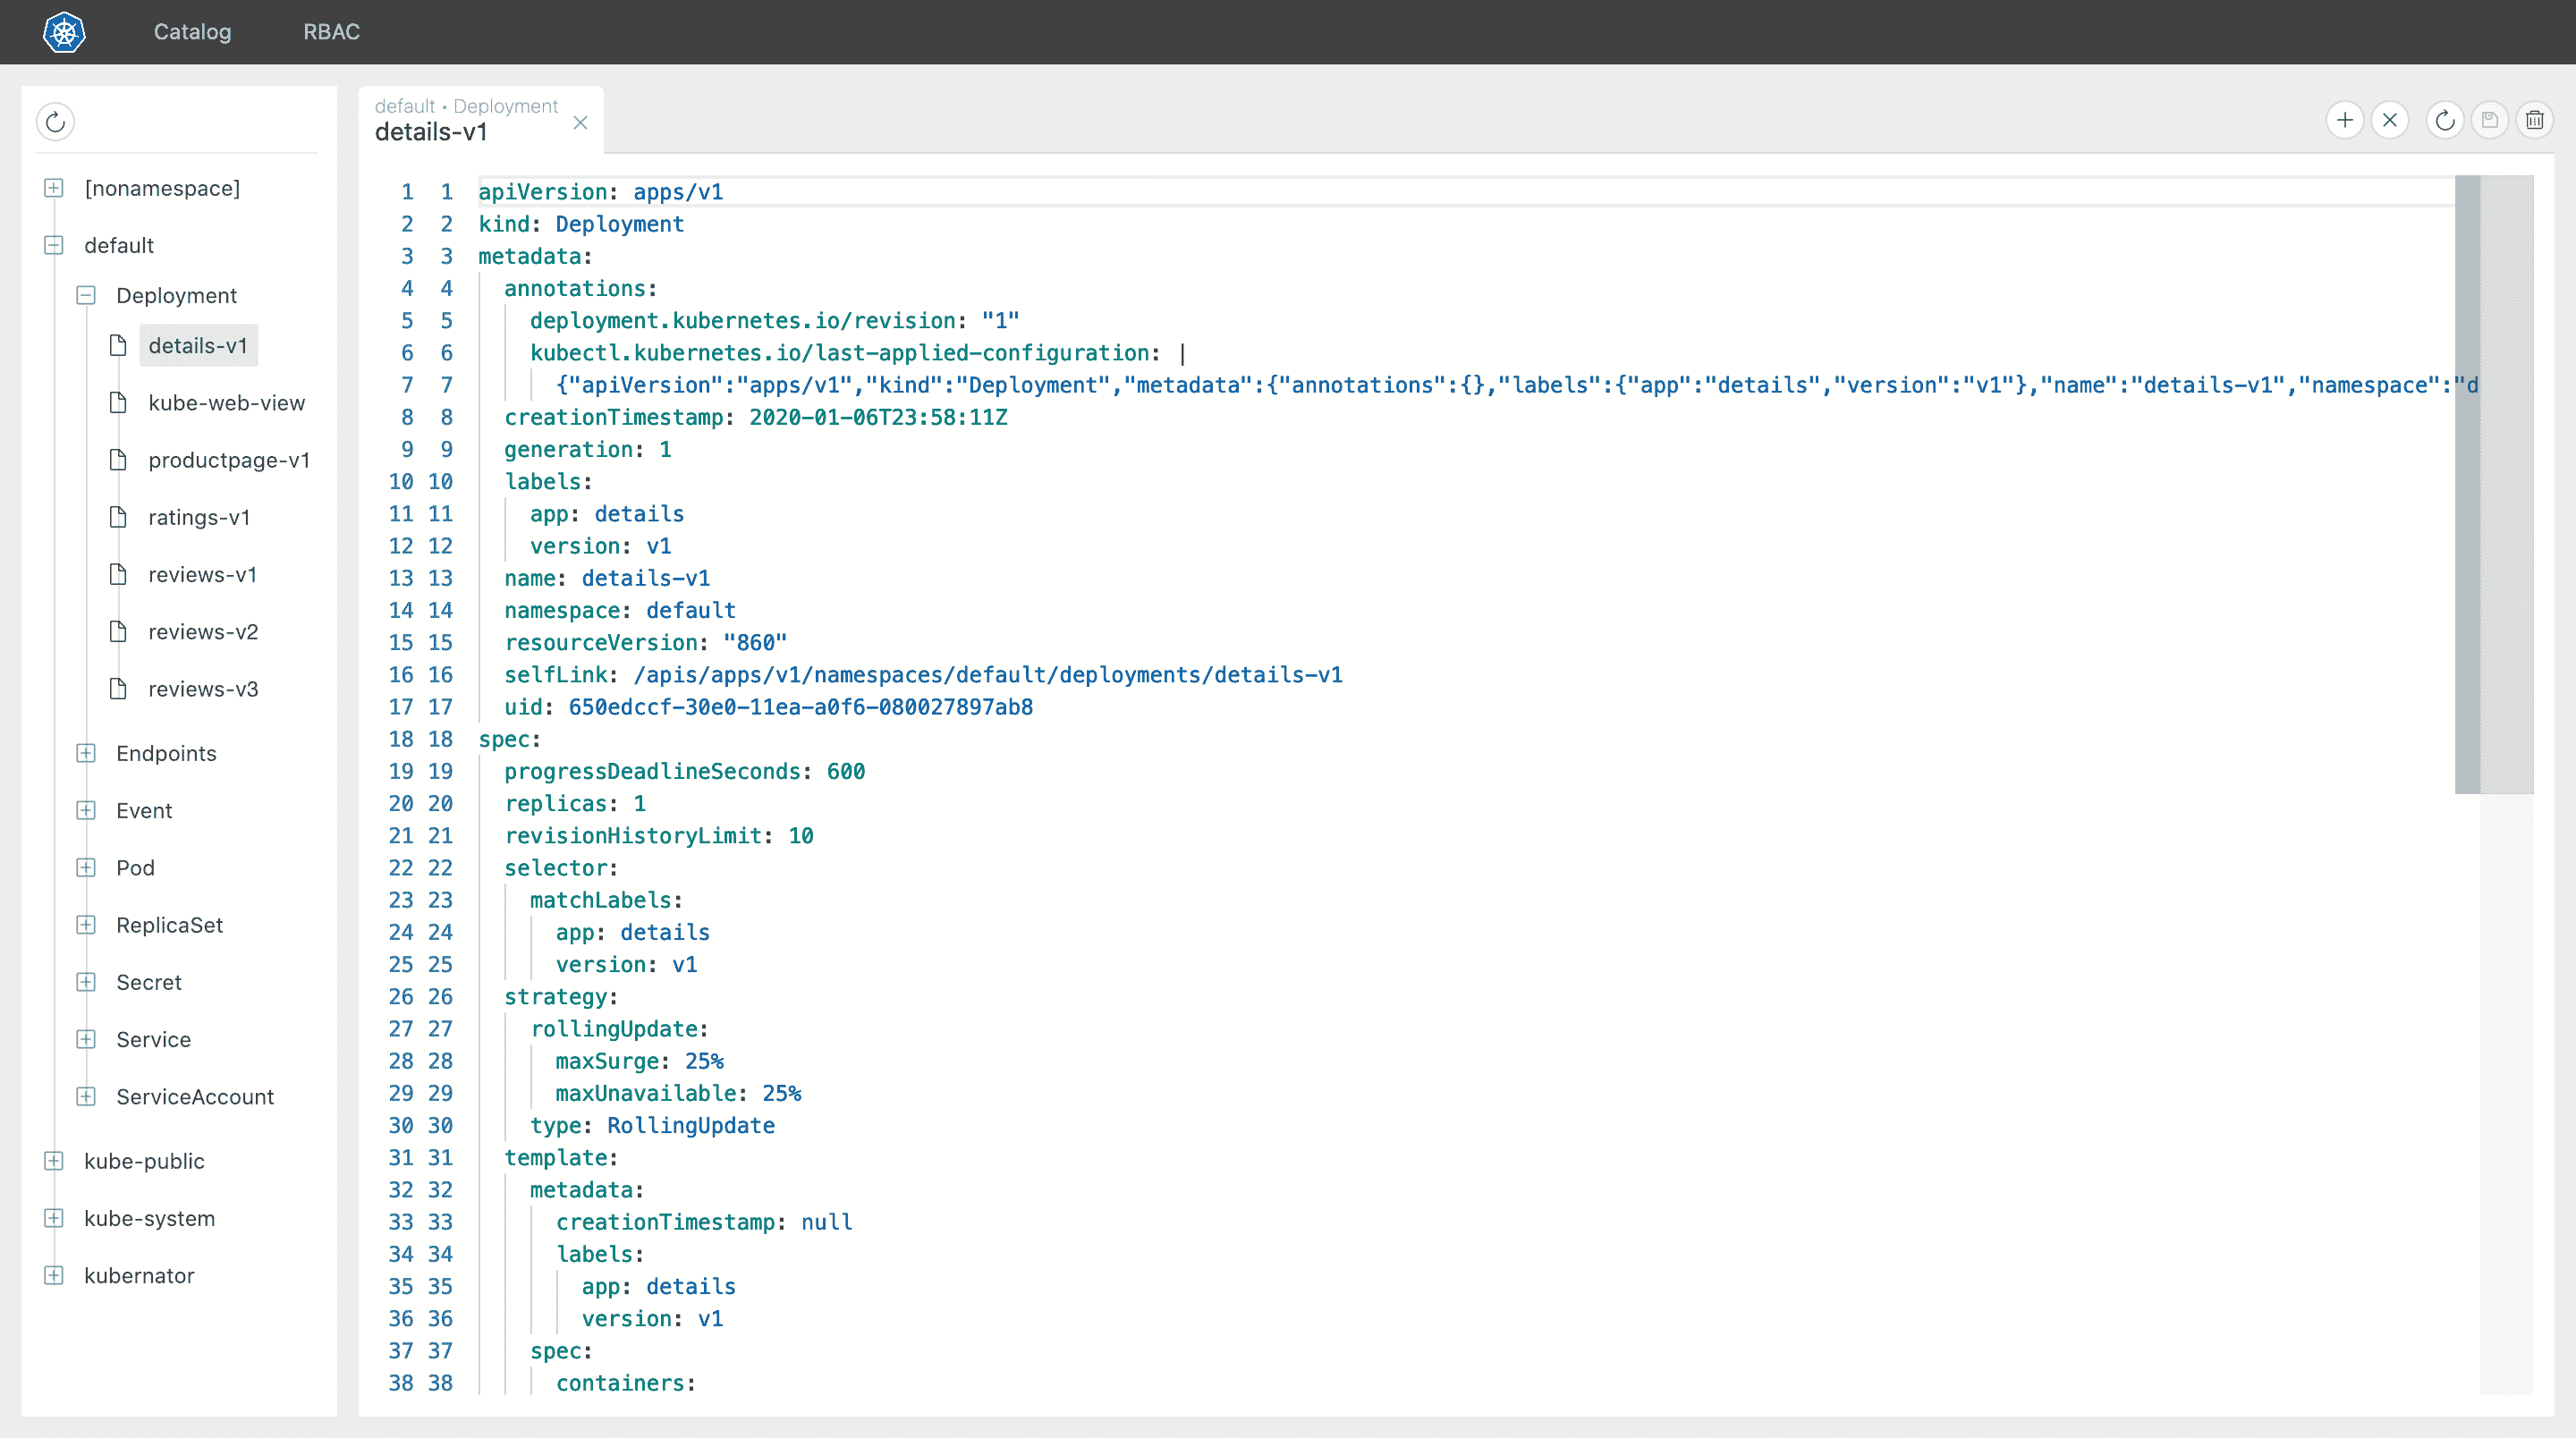 Catalog RBAC
[nonamespace]
default
Deployment
details-v1
kube-web-view
productpage-v1
ratings-v1
reviews-v1
reviews-v2
reviews-v3
Endpoints
Event
Pod
ReplicaSet
Secret
Service
ServiceAccount
kube-public
kube-system
kubernator
default • Deployment
details-v1
1 1 apiVersion: apps/v1
2 2 kind: Deployment
3 3 metadata:
4 4 annotations:
5 5 deployment.kubernetes.io/revision: "1"
6 6 kubectl.kubernetes.io/last-applied-configuration: |
7 7 {"apiVersion":"apps/v1","kind":"Deployment","metadata":{"annotations":{},"labels":{"app":"details","version":"v1"},"name":"details-v1","namespace":"d
8 8 creationTimestamp: 2020-01-06T23:58:11Z
9 9 generation: 1
10 10 labels:
11 11 app: details
12 12 version: v1
13 13 name: details-v1
14 14 namespace: default
15 15 resourceVersion: "860"
16 16 selfLink: /apis/apps/v1/namespaces/default/deployments/details-v1
17 17 uid: 650edccf-30e0-11ea-a0f6-080027897ab8
18 18 spec:
19 19 progressDeadlineSeconds: 600
20 20 replicas: 1
21 21 revisionHistoryLimit: 10
22 22 selector:
23 23 matchLabels:
24 24 app: details
25 25 version: v1
26 26 strategy:
27 27 rollingUpdate:
28 28 maxSurge: 25%
29 29 maxUnavailable: 25%
30 30 type: RollingUpdate
31 31 template:
32 32 metadata:
33 33 creationTimestamp: null
34 34 labels:
35 35 app: details
36 36 version: v1
37 37 spec:
38 38 containers: